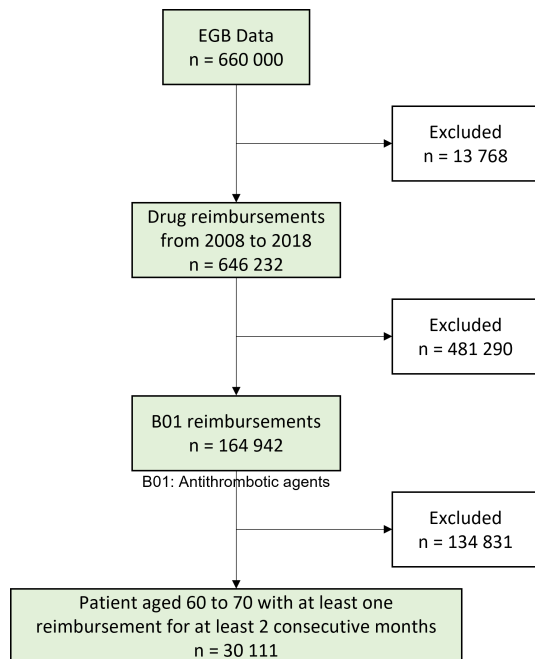 EGB Data
n = 660 000
Excluded
n = 13 768
Drug reimbursements
from 2008 to 2018
n = 646 232
Excluded
n = 481 290
B01 reimbursements
n = 164 942
B01: Antithrombotic agents
Excluded
n = 134 831
Patient aged 60 to 70 with at least one
reimbursement for at least 2 consecutive months
n = 30 111